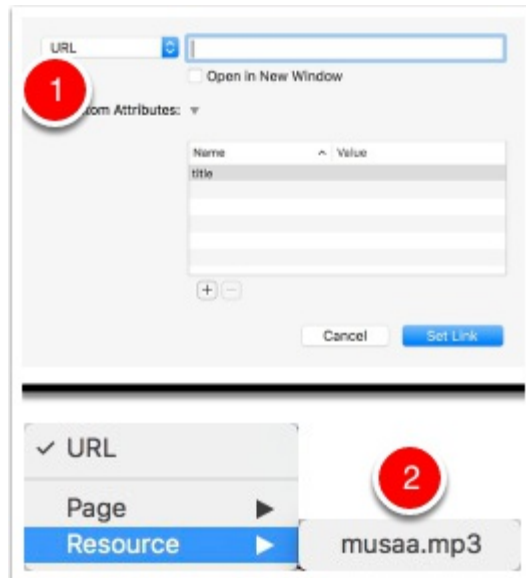 URL
Open in New Window
1
tom Attributes:
Name Value
title
Cancel Set Link
✓ URL
Page
2
Resource musaa.mp3